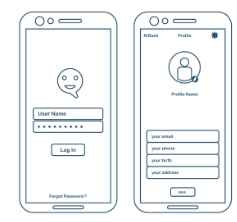 User Name
Log In
Forget Password ?
Profile
Profile Name
your email
your phone
your birth
your address